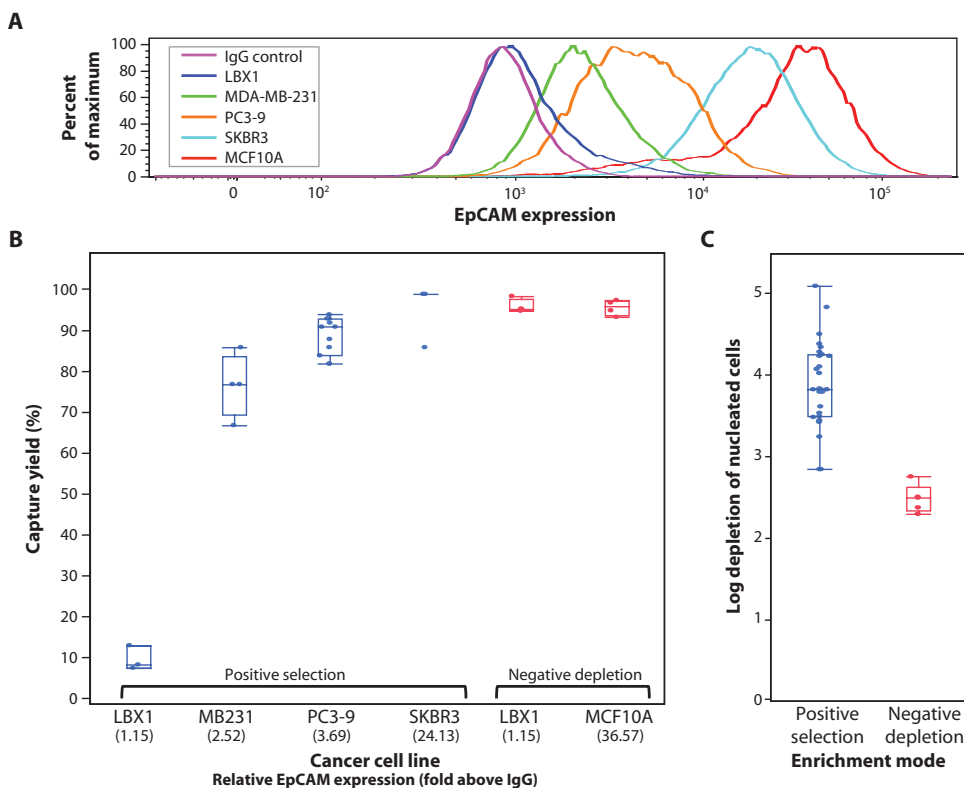 A
Percent
of maximum
100
80
60
40
20
0
IgG control
LBX1
MDA-MB-231
PC3-9
SKBR3
MCF10A
0
10²
10³
10⁴
10⁵
EpCAM expression
B
Capture yield (%)
100
90
80
70
60
50
40
30
20
10
0
Positive selection
Negative depletion
LBX1
MB231
PC3-9
SKBR3
LBX1
MCF10A
(1.15)
(2.52)
(3.69)
(24.13)
(1.15)
(36.57)
Cancer cell line
Relative EpCAM expression (fold above IgG)
C
Log depletion of nucleated cells
5
4
3
2
1
0
Positive
selection
Negative
depletion
Enrichment mode